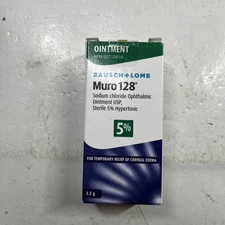 OINTMENT
BAUSCH + LOMB
Muro 128®
Sodium chloride Ophthalmic
Ointment USP,
Sterile 5% Hypertonic
5%
FOR TEMPORARY RELIEF OF CORNEAL EDEMA
3.5 g